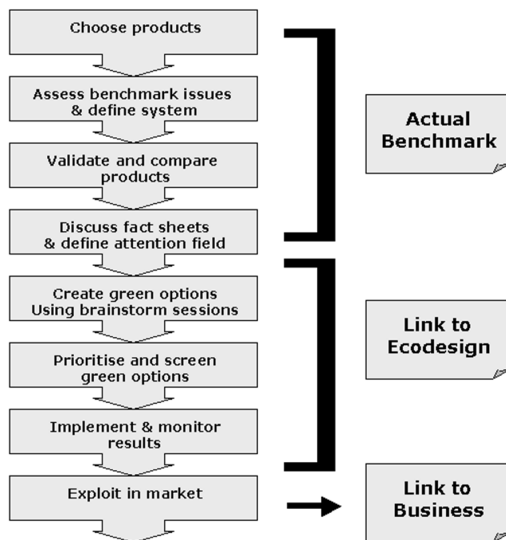 Choose products
Assess benchmark issues
& define system
Validate and compare
products
Discuss fact sheets
& define attention field
Create green options
Using brainstorm sessions
Prioritise and screen
green options
Implement & monitor
results
Exploit in market
Actual
Benchmark
Link to
Ecodesign
Link to
Business